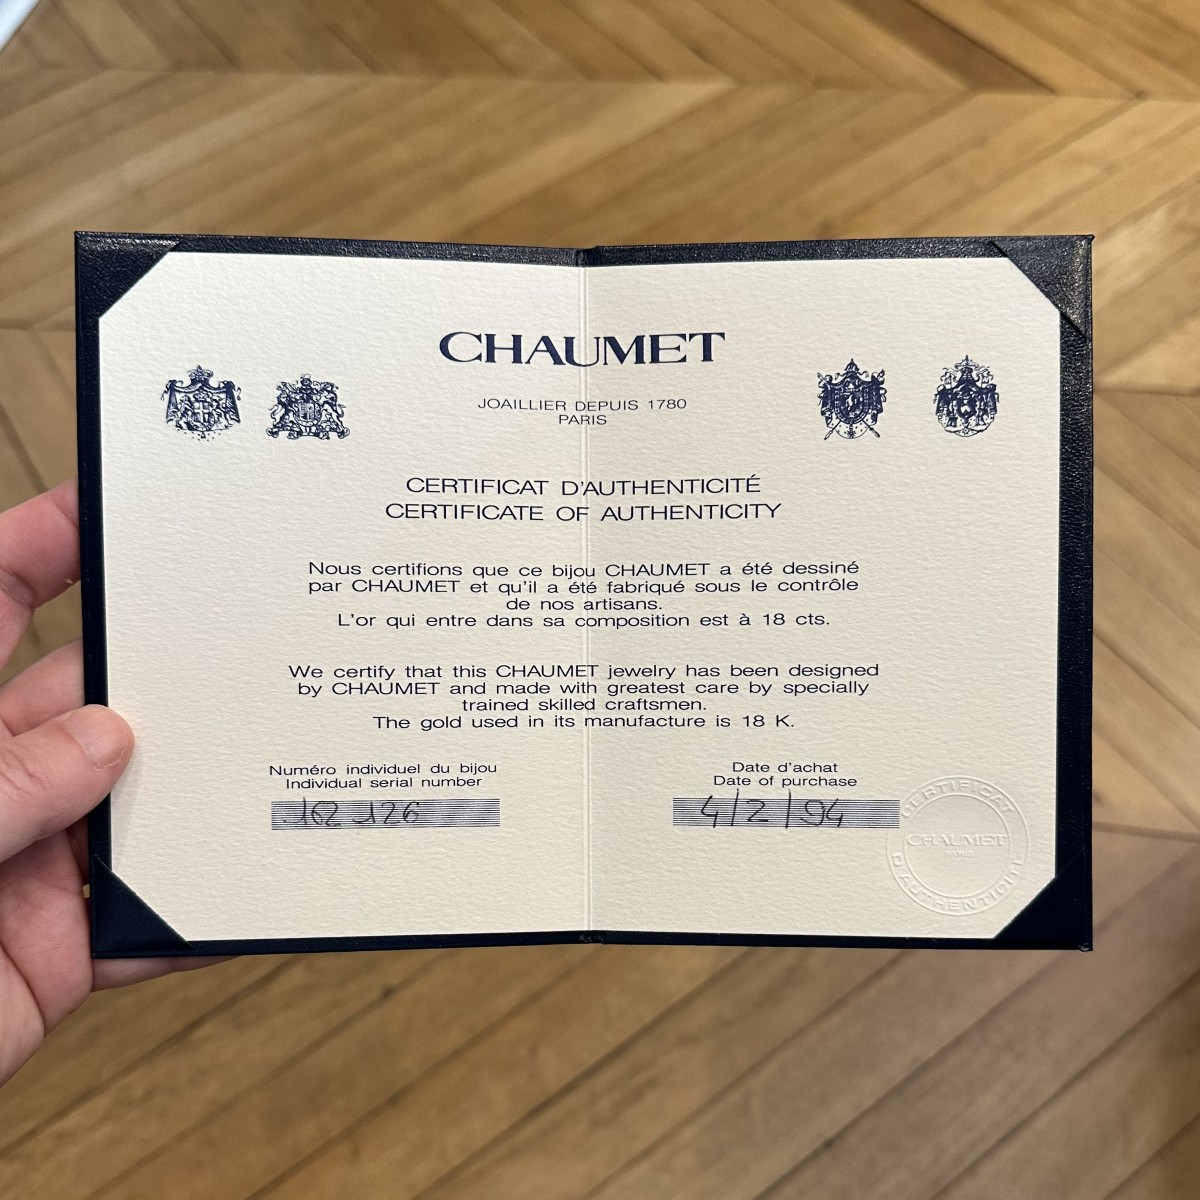 CHAUMET
JOAILLIER DEPUIS 1780
PARIS
CERTIFICAT D'AUTHENTICITÉ
CERTIFICATE OF AUTHENTICITY
Nous certifions que ce bijou CHAUMET a été dessiné
par CHAUMET et qu'il a été fabriqué sous le contrôle
de nos artisans.
L'or qui entre dans sa composition est à 18 cts.
We certify that this CHAUMET jewelry has been designed
by CHAUMET and made with greatest care by specially
trained skilled craftsmen.
The gold used in its manufacture is 18 K.
Numéro individuel du bijou
Individual serial number
162 126
Date d'achat
Date of purchase
4/2/94
CERTIFICAT
CHAUMET
PARIS
D'AUTHENTICITÉ